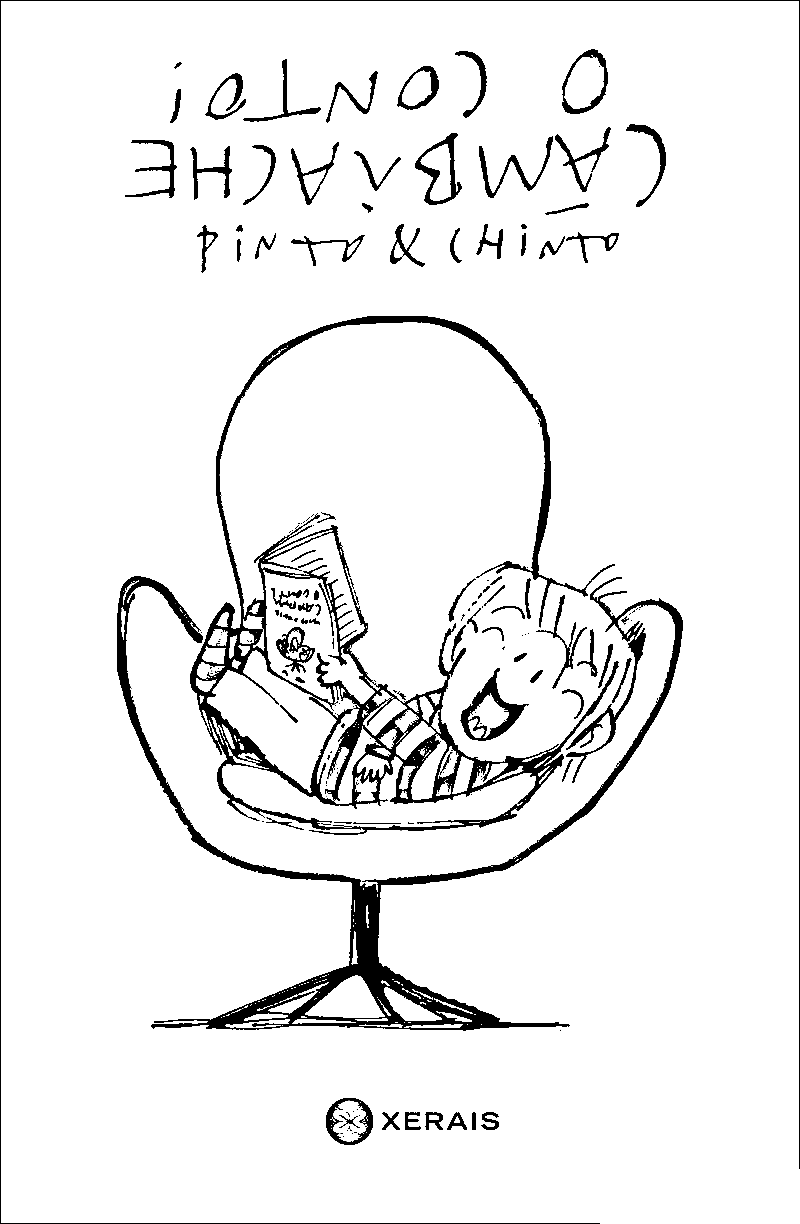 CÁMBIACHE
O CONTO!
PINTO & CHINTO
XERAIS